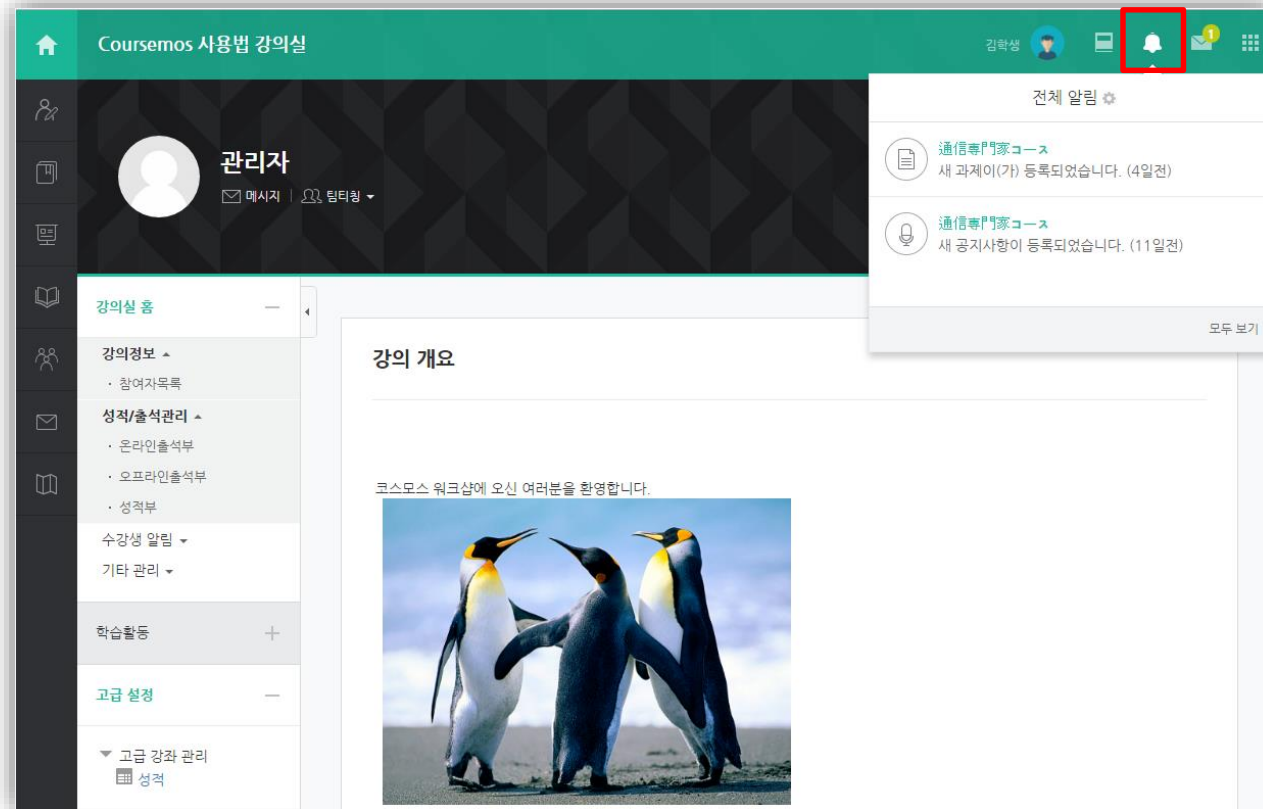 Coursemos 사용법 강의실
김학생
1
전체 알림
通信専門家コース
새 과제이(가) 등록되었습니다. (4일전)
通信専門家コース
새 공지사항이 등록되었습니다. (11일전)
모두 보기
관리자
메시지 | 팀티칭
강의실 홈
강의정보
· 참여자목록
성적/출석관리
· 온라인출석부
· 오프라인출석부
· 성적부
수강생 알림
기타 관리
학습활동
고급 설정
고급 강좌 관리
성적
강의 개요
코스모스 워크샵에 오신 여러분을 환영합니다.